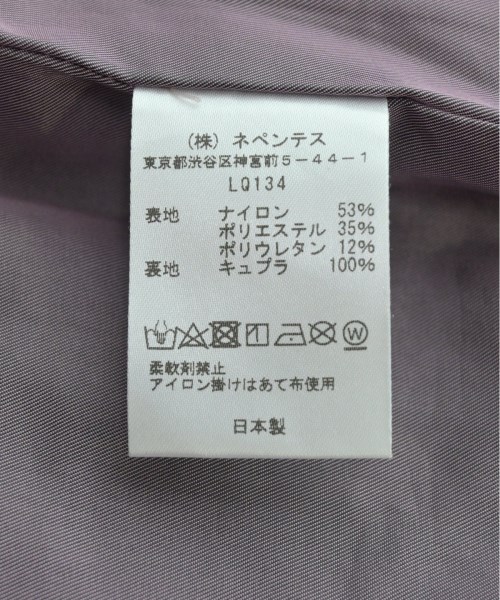 (株) ネペンテス
東京都渋谷区神宮前5-44-1
LQ134
表地 ナイロン 53%
ポリエステル 35%
ポリウレタン 12%
裏地 キュプラ 100%
W
柔軟剤禁止
アイロン掛けはあて布使用
日本製